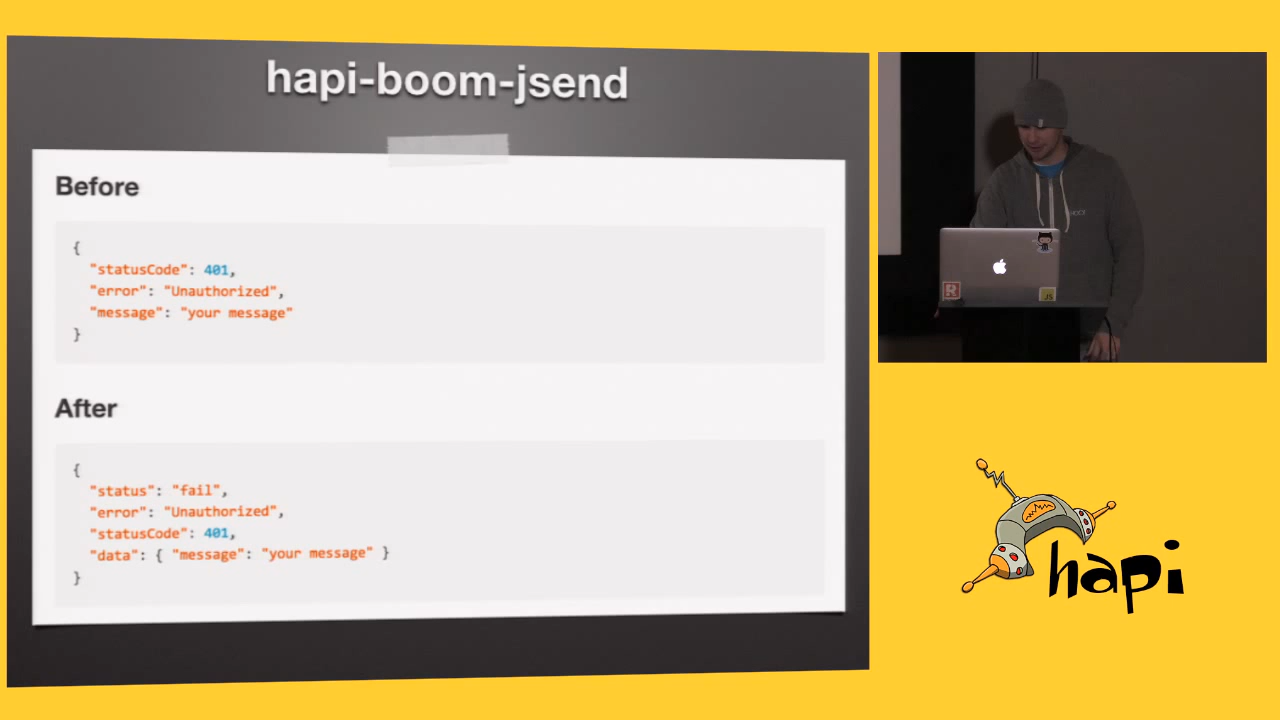 hapi-boom-jsend
Before
{
"statusCode": 401,
"error": "Unauthorized",
"message": "your message"
}
After
{
"status": "fail",
"error": "Unauthorized",
"statusCode": 401,
"data": { "message": "your message" }
}
R
JS
hapi